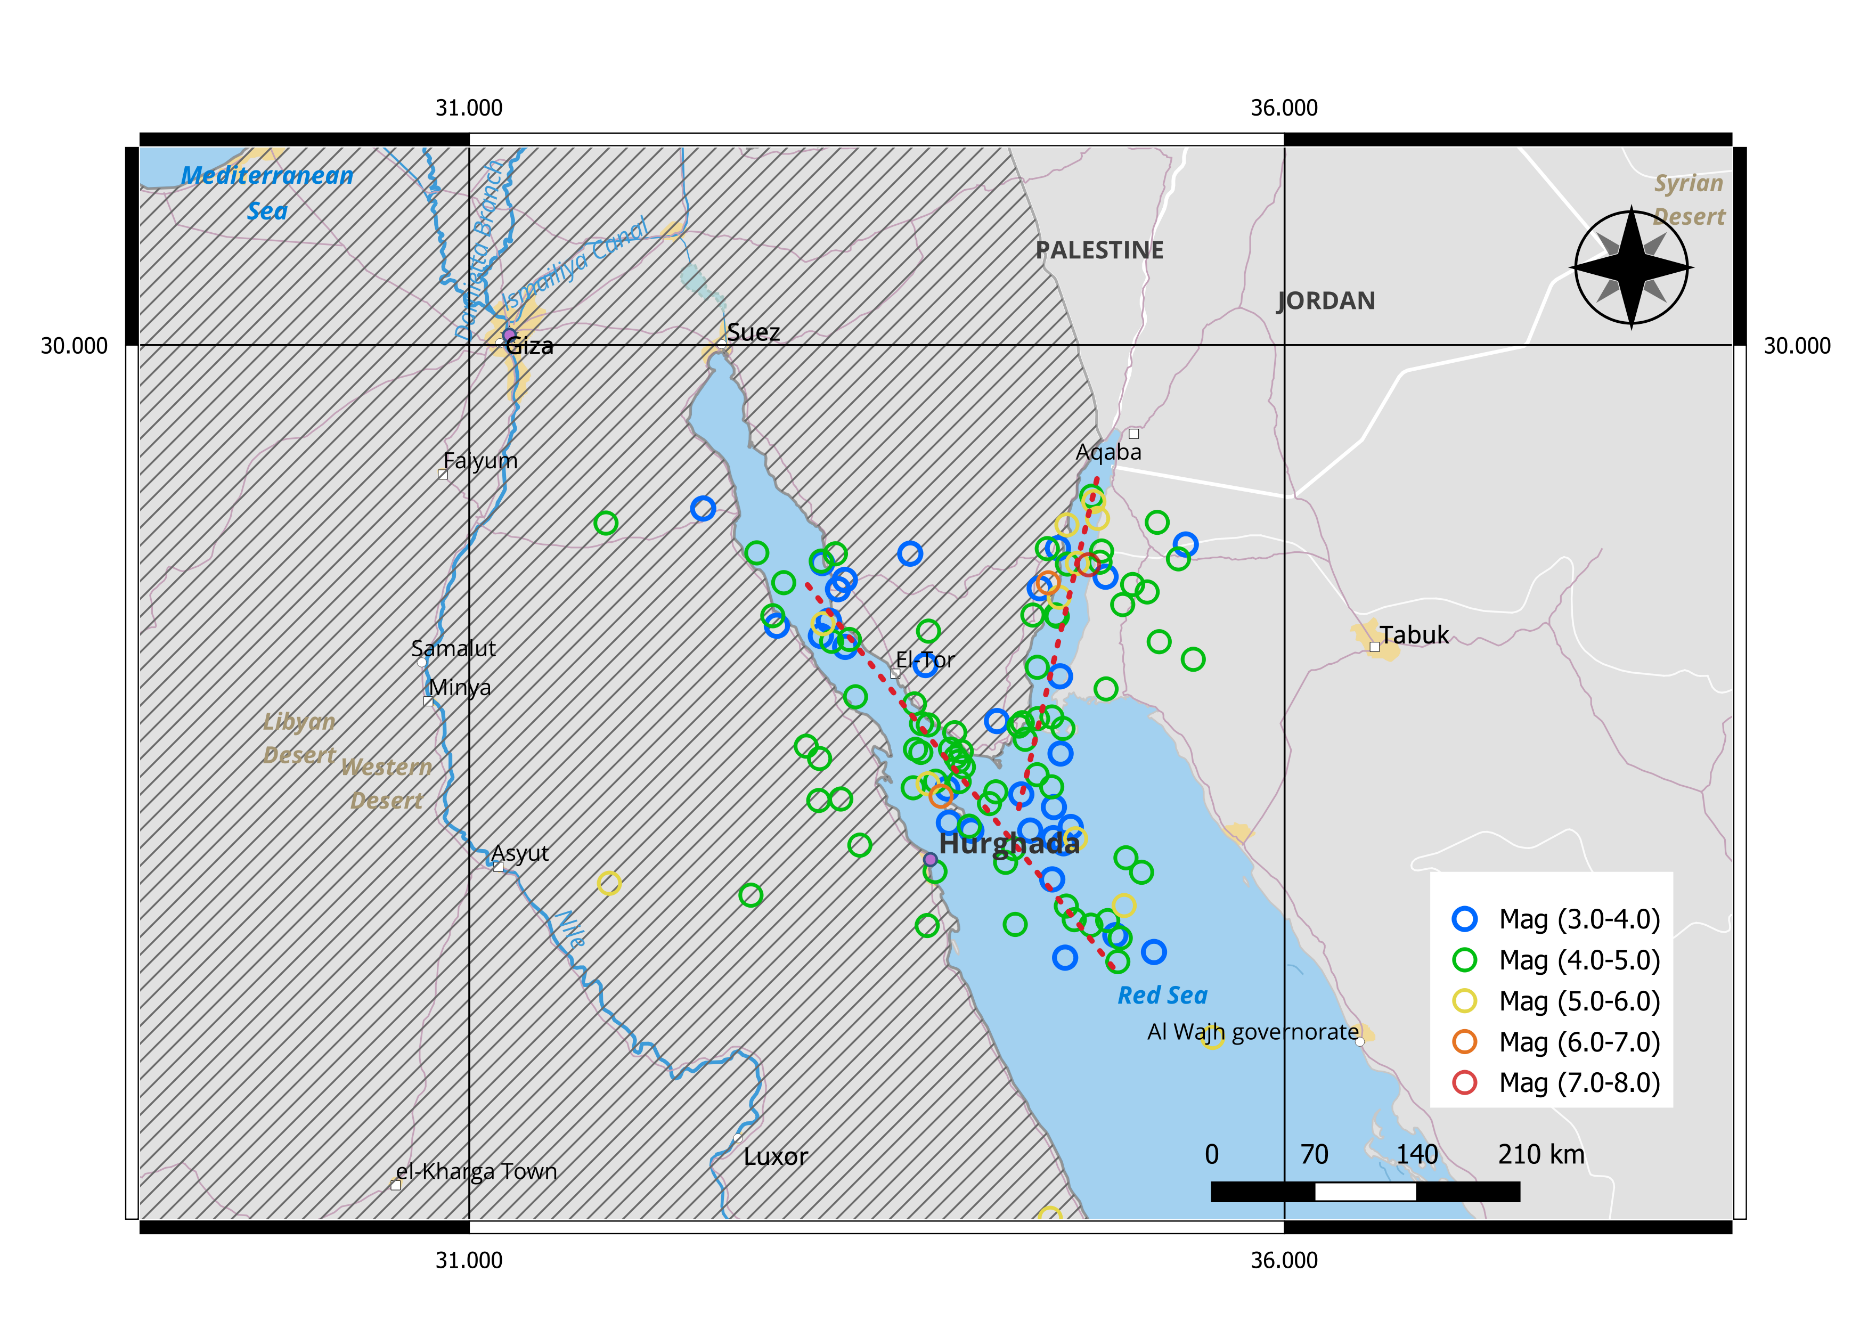 31.000
36.000
Mediterranean
Sea
Damietta Branch
Ismailiya Canal
Syrian
Desert
PALESTINE
JORDAN
30.000
Giza
Suez
30.000
Faiyum
Aqaba
Samalut
Minya
El-Tor
Tabuk
Libyan
Desert
Western
Desert
Asyut
Hurghada
Nile
Red Sea
Al Wajh governorate
Mag (3.0-4.0)
Mag (4.0-5.0)
Mag (5.0-6.0)
Mag (6.0-7.0)
Mag (7.0-8.0)
Luxor
el-Kharga Town
0 70 140 210 km
31.000
36.000